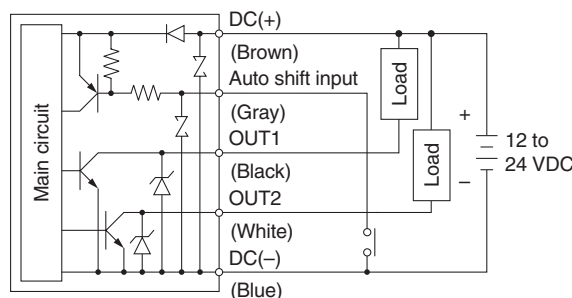 DC(+)
(Brown)
Auto shift input
(Gray)
OUT1
(Black)
OUT2
(White)
DC(–)
(Blue)
Main circuit
Load
Load
+
–
12 to
24 VDC